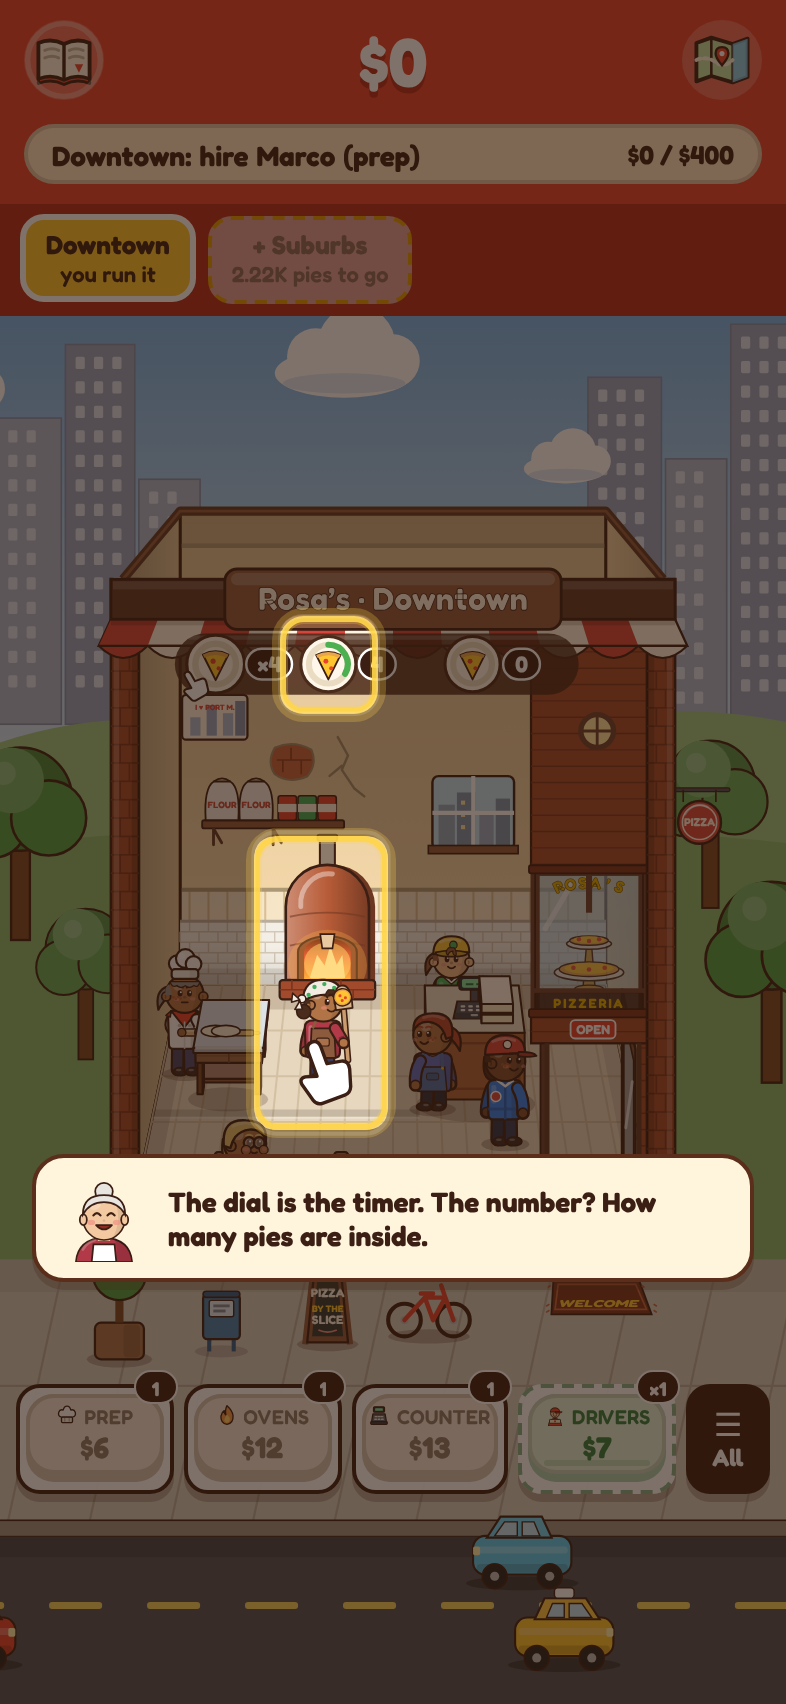 $0
Downtown: hire Marco (prep)
$0 / $400
Downtown
you run it
+ Suburbs
2.22K pies to go
Rosa's · Downtown
x4
4
0
FLOUR
FLOUR
PIZZA
ROSA'S
PIZZERIA
OPEN
The dial is the timer. The number? How
many pies are inside.
PIZZA
BY THE
SLICE
WELCOME
1
1
1
x1
PREP
$6
OVENS
$12
COUNTER
$13
DRIVERS
$7
All